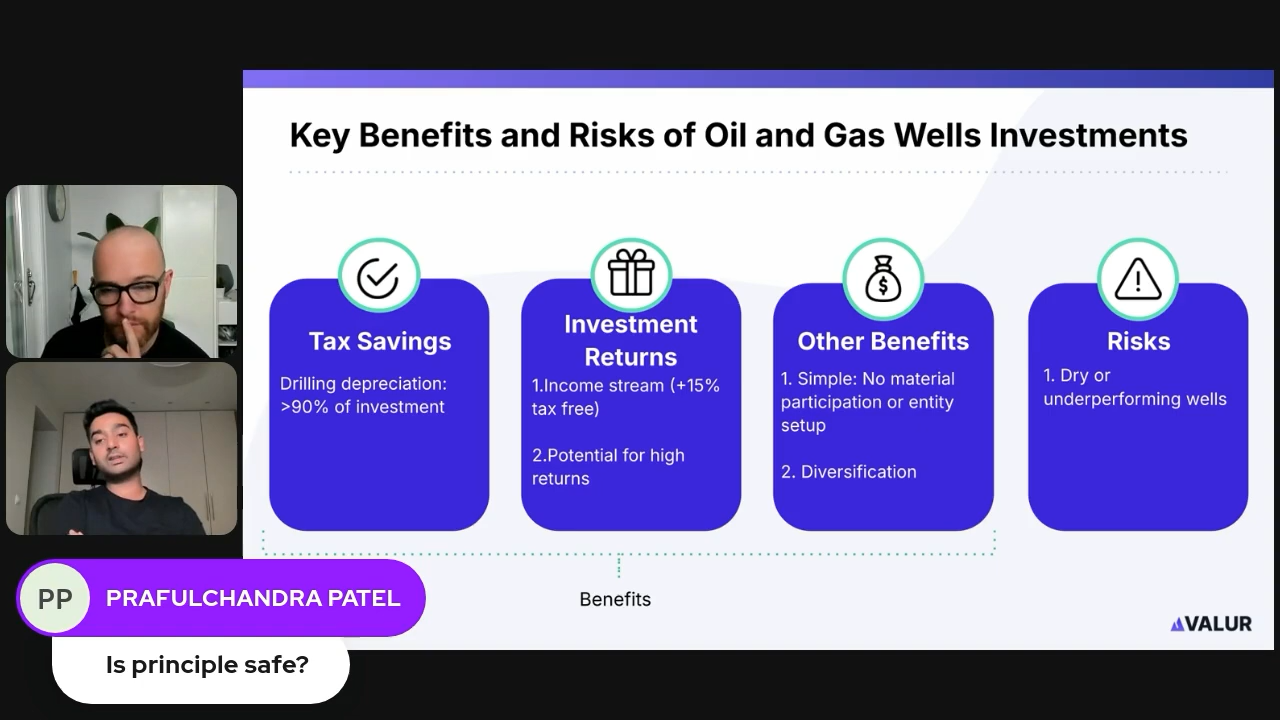 Key Benefits and Risks of Oil and Gas Wells Investments
Tax Savings
Drilling depreciation:
>90% of investment
Investment
Returns
1.Income stream (+15%
tax free)
2.Potential for high
returns
Other Benefits
1. Simple: No material
participation or entity
setup
2. Diversification
Risks
1. Dry or
underperforming wells
Benefits
VALUR
PP
PRAFULCHANDRA PATEL
Is principle safe?